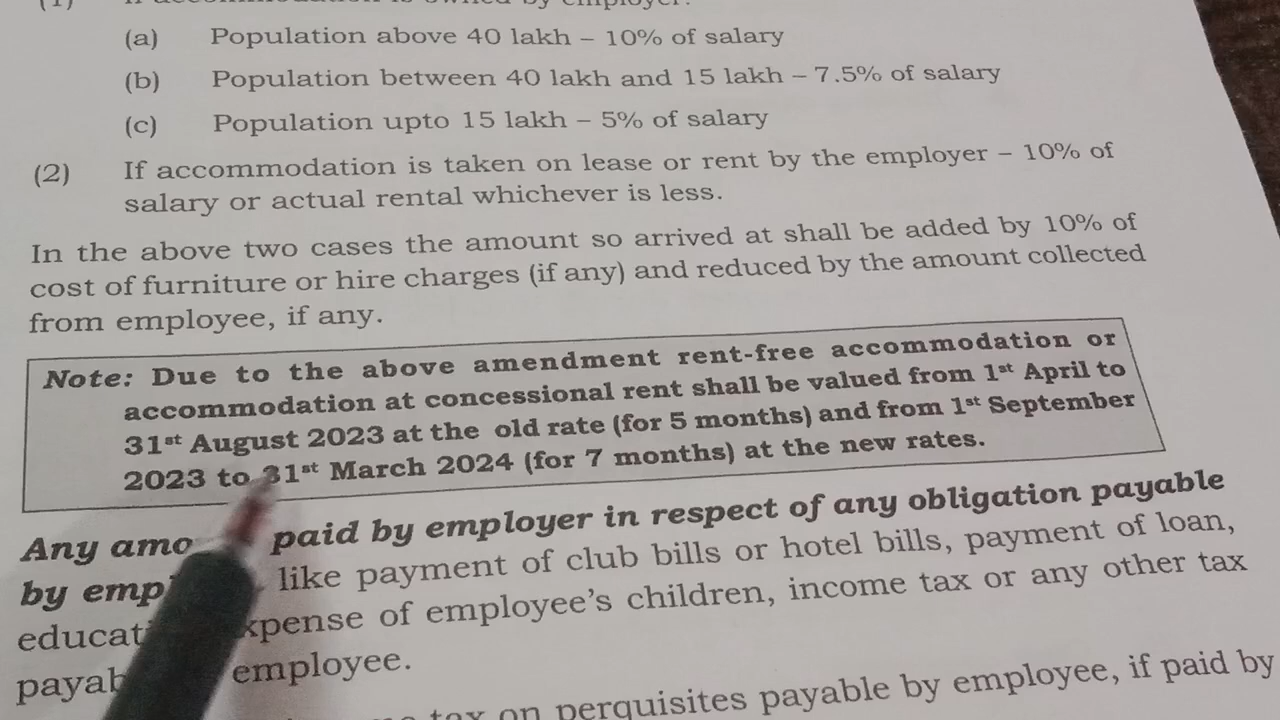 (1) If accommodation is owned by employer:
(a) Population above 40 lakh – 10% of salary
(b) Population between 40 lakh and 15 lakh – 7.5% of salary
(c) Population upto 15 lakh – 5% of salary
(2) If accommodation is taken on lease or rent by the employer – 10% of
salary or actual rental whichever is less.
In the above two cases the amount so arrived at shall be added by 10% of
cost of furniture or hire charges (if any) and reduced by the amount collected
from employee, if any.
Note: Due to the above amendment rent-free accommodation or
accommodation at concessional rent shall be valued from 1st April to
31st August 2023 at the old rate (for 5 months) and from 1st September
2023 to 31st March 2024 (for 7 months) at the new rates.
Any paid by employer in respect of any obligation payable
by like payment of club bills or hotel bills, payment of loan,
of employee's children, income tax or any other tax
employee.
tax on perquisites payable by employee, if paid by